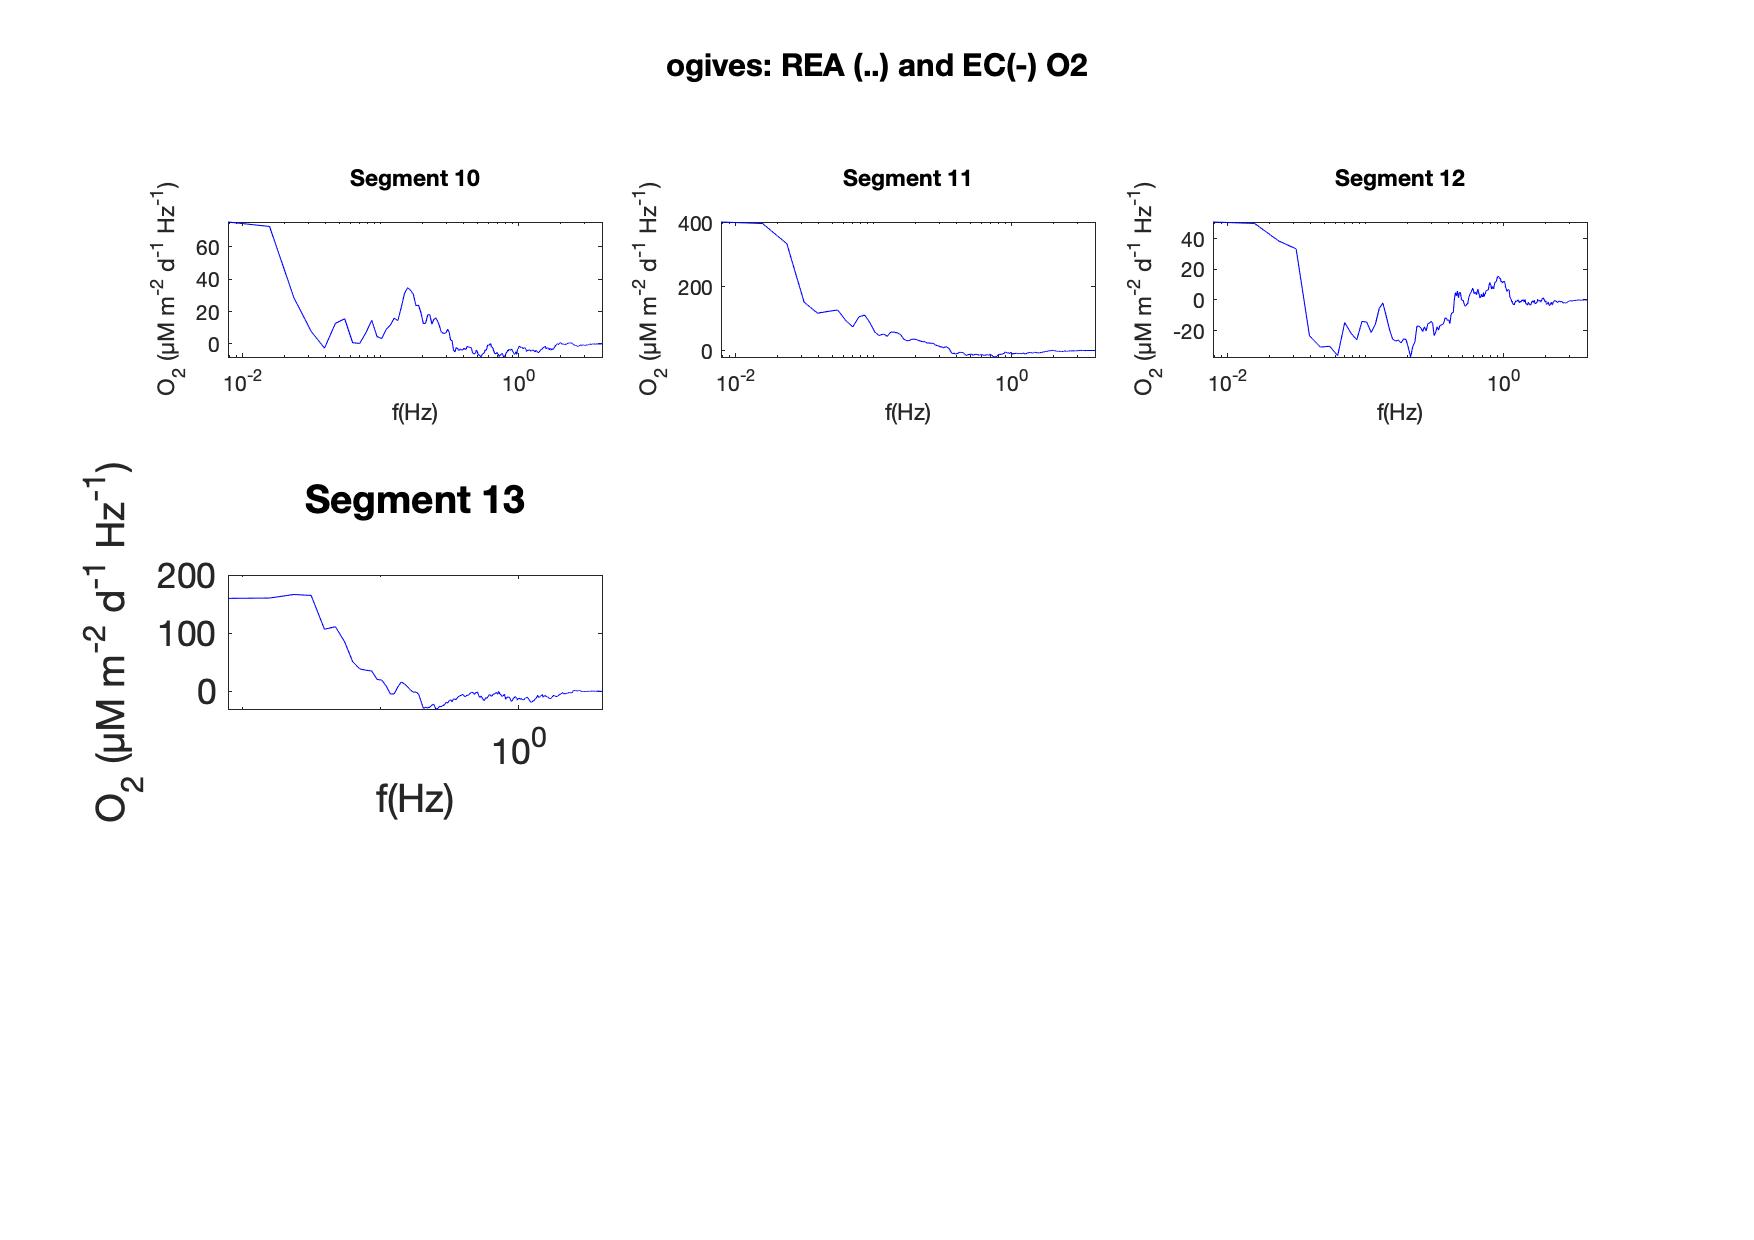 ogives: REA (..) and EC(-) O2
Segment 10
O₂ (μM m⁻² d⁻¹ Hz⁻¹)
60
40
20
0
10⁻² 10⁰
f(Hz)
Segment 11
O₂ (μM m⁻² d⁻¹ Hz⁻¹)
400
200
0
10⁻² 10⁰
f(Hz)
Segment 12
O₂ (μM m⁻² d⁻¹ Hz⁻¹)
40
20
0
-20
10⁻² 10⁰
f(Hz)
Segment 13
O₂ (μM m⁻² d⁻¹ Hz⁻¹)
200
100
0
10⁰
f(Hz)